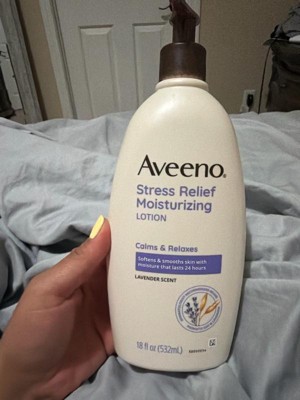 Aveeno®
Stress Relief
Moisturizing
LOTION
Calms & Relaxes
Softens & smooths skin with
moisture that lasts 24 hours
LAVENDER SCENT
18 fl oz (532mL)